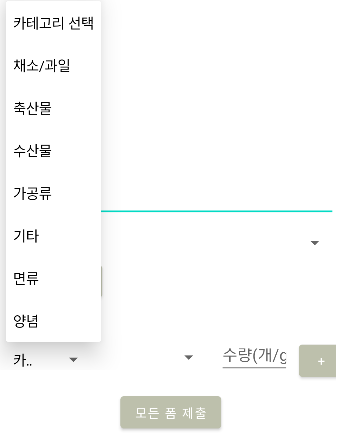 카테고리 선택
채소/과일
축산물
수산물
가공류
기타
면류
양념
카..
수량(개/g
+
모든 폼 제출